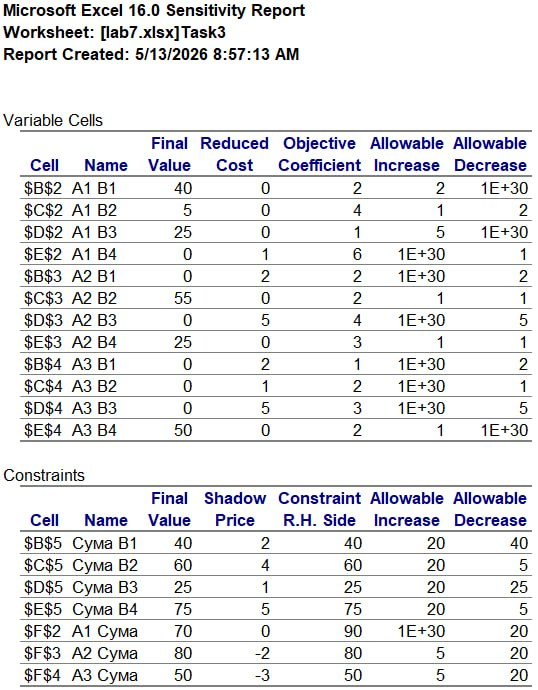 Microsoft Excel 16.0 Sensitivity Report
Worksheet: [lab7.xlsx]Task3
Report Created: 5/13/2026 8:57:13 AM
Variable Cells
Final Reduced Objective Allowable Allowable
Cell Name Value Cost Coefficient Increase Decrease
$B$2 A1 B1 40 0 2 2 1E+30
$C$2 A1 B2 5 0 4 1 2
$D$2 A1 B3 25 0 1 5 1E+30
$E$2 A1 B4 0 1 6 1E+30 1
$B$3 A2 B1 0 2 2 1E+30 2
$C$3 A2 B2 55 0 2 1 1
$D$3 A2 B3 0 5 4 1E+30 5
$E$3 A2 B4 25 0 3 1 1
$B$4 A3 B1 0 2 1 1E+30 2
$C$4 A3 B2 0 1 2 1E+30 1
$D$4 A3 B3 0 5 3 1E+30 5
$E$4 A3 B4 50 0 2 1 1E+30
Constraints
Final Shadow Constraint Allowable Allowable
Cell Name Value Price R.H. Side Increase Decrease
$B$5 Сума B1 40 2 40 20 40
$C$5 Сума B2 60 4 60 20 5
$D$5 Сума B3 25 1 25 20 25
$E$5 Сума B4 75 5 75 20 5
$F$2 A1 Сума 70 0 90 1E+30 20
$F$3 A2 Сума 80 -2 80 5 20
$F$4 A3 Сума 50 -3 50 5 20